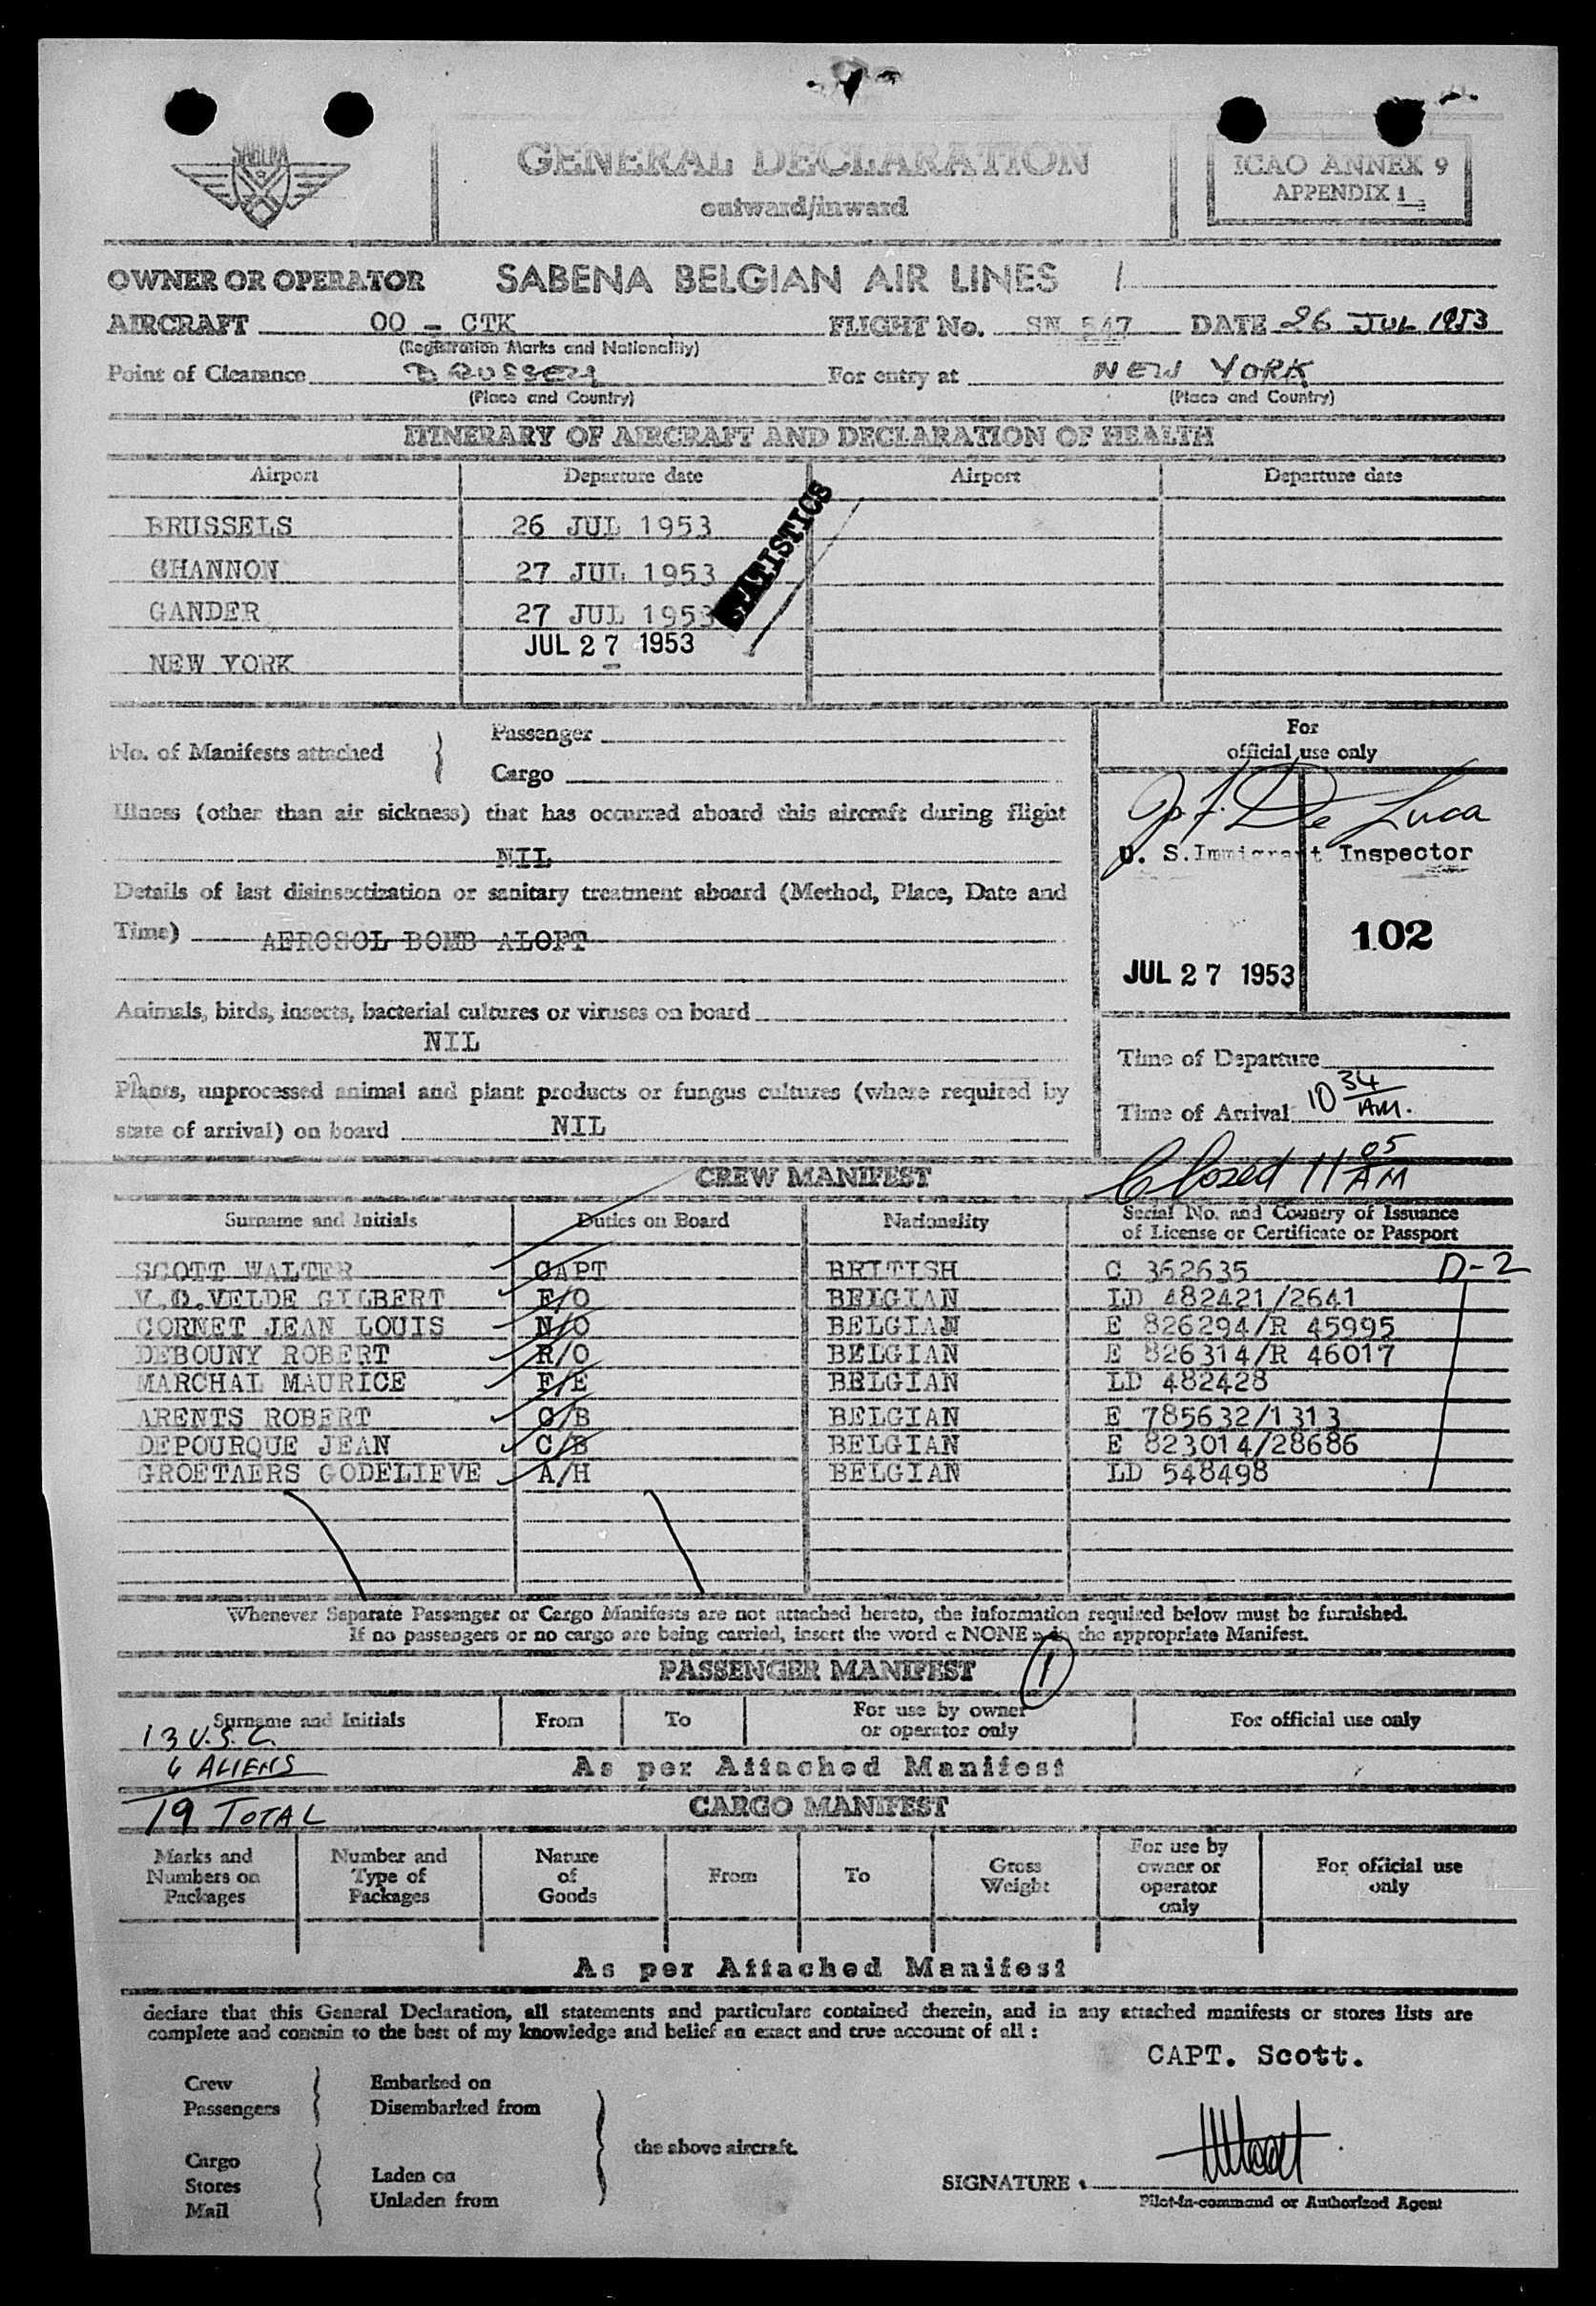 SABENA
GENERAL DECLARATION
outward/inward
ICAO ANNEX 9
APPENDIX 1
OWNER OR OPERATOR SABENA BELGIAN AIR LINES
AIRCRAFT OO - CTK FLIGHT No. SN 547 DATE 26 JUL 1953
(Registration Marks and Nationality)
Point of Clearance For entry at NEW YORK
(Place and Country) (Place and Country)
ITINERARY OF AIRCRAFT AND DECLARATION OF HEALTH
Airport Departure date Airport Departure date
BRUSSELS 26 JUL 1953
SHANNON 27 JUL 1953
GANDER 27 JUL 1953
STATISTICS
JUL 27 1953
NEW YORK
No. of Manifests attached Passenger
Cargo
For
official use only
Illness (other than air sickness) that has occurred aboard this aircraft during flight
NIL
Jo. F. De Luca
U. S. Immigrant Inspector
Details of last disinsectization or sanitary treatment aboard (Method, Place, Date and
Time) AEROSOL BOMB ALOFT
102
JUL 27 1953
Animals, birds, insects, bacterial cultures or viruses on board
NIL
Time of Departure
Plants, unprocessed animal and plant products or fungus cultures (where required by
state of arrival) on board NIL
Time of Arrival 10 34 AM.
Closed 11 05 AM
CREW MANIFEST
Surname and Initials Duties on Board Nationality Serial No. and Country of Issuance
of License or Certificate or Passport
SCOTT WALTER CAPT BRITISH C 362635 D-2
V.D.VELDE GILBERT F/O BELGIAN LD 482421/2641
CORNET JEAN LOUIS N/O BELGIAN E 826294/R 45995
DEBOUNY ROBERT R/O BELGIAN E 826314/R 46017
MARCHAL MAURICE F/E BELGIAN LD 482428
ARENTS ROBERT C/B BELGIAN E 785632/1313
DEPOURQUE JEAN C/B BELGIAN E 823014/28686
GROETAERS GODELIEVE A/H BELGIAN LD 548498
Whenever Separate Passenger or Cargo Manifests are not attached hereto, the information required below must be furnished.
If no passengers or no cargo are being carried, insert the word « NONE » in the appropriate Manifest.
PASSENGER MANIFEST 1
Surname and Initials From To For use by owner
or operator only For official use only
13 U.S.C.
6 ALIENS
As per Attached Manifest
19 TOTAL
CARGO MANIFEST
Marks and
Numbers on
Packages
Number and
Type of
Packages
Nature
of
Goods
From
To
Gross
Weight
For use by
owner or
operator
only
For official use
only
As per Attached Manifest
declare that this General Declaration, all statements and particulars contained therein, and in any attached manifests or stores lists are
complete and contain to the best of my knowledge and belief an exact and true account of all :
CAPT. Scott.
Crew Embarked on
Passengers Disembarked from
the above aircraft.
Cargo
Stores Laden on
Mail Unladen from
SIGNATURE
Pilot-in-command or Authorized Agent